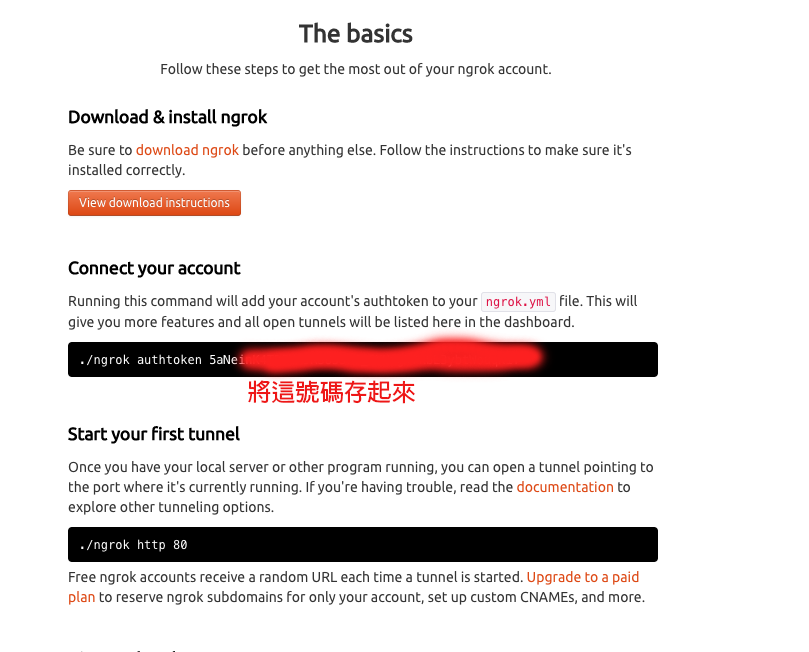 The basics
Follow these steps to get the most out of your ngrok account.
Download & install ngrok
Be sure to download ngrok before anything else. Follow the instructions to make sure it's
installed correctly.
View download instructions
Connect your account
Running this command will add your account's authtoken to your ngrok.yml file. This will
give you more features and all open tunnels will be listed here in the dashboard.
./ngrok authtoken 5aNei
將這號碼存起來
Start your first tunnel
Once you have your local server or other program running, you can open a tunnel pointing to
the port where it's currently running. If you're having trouble, read the documentation to
explore other tunneling options.
./ngrok http 80
Free ngrok accounts receive a random URL each time a tunnel is started. Upgrade to a paid
plan to reserve ngrok subdomains for only your account, set up custom CNAMEs, and more.